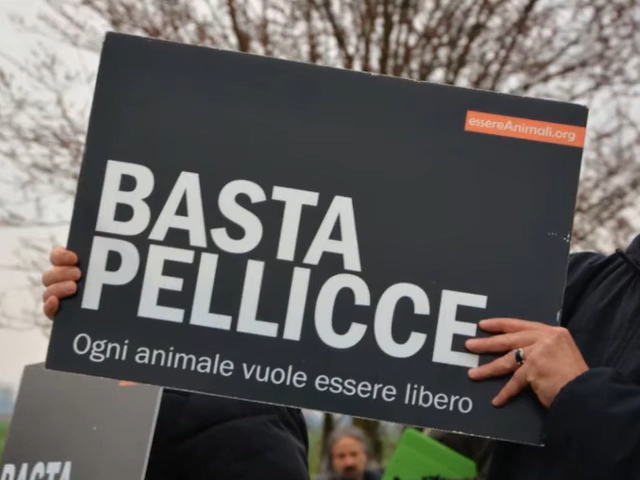 essereAnimali.org
BASTA
PELLICCE
Ogni animale vuole essere libero
BASTA